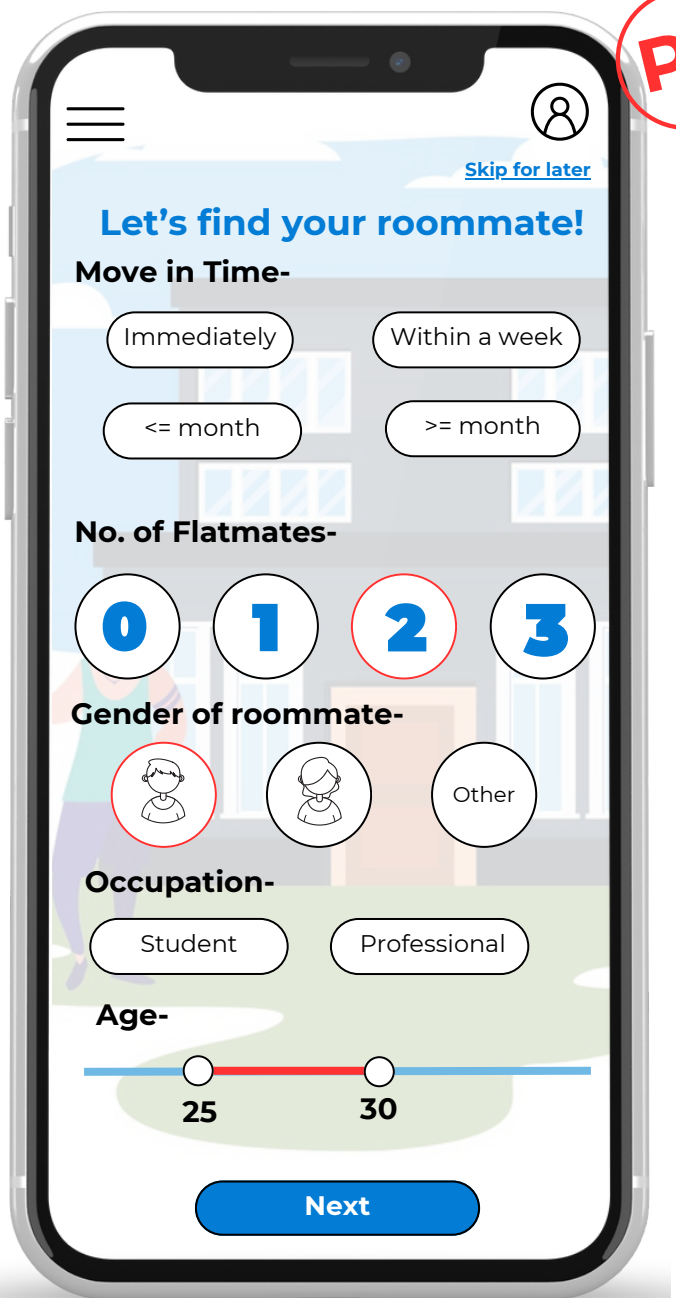 Skip for later
Let's find your roommate!
Move in Time-
Immediately Within a week
<= month >= month
No. of Flatmates-
0 1 2 3
Gender of roommate-
Other
Occupation-
Student Professional
Age-
25 30
Next